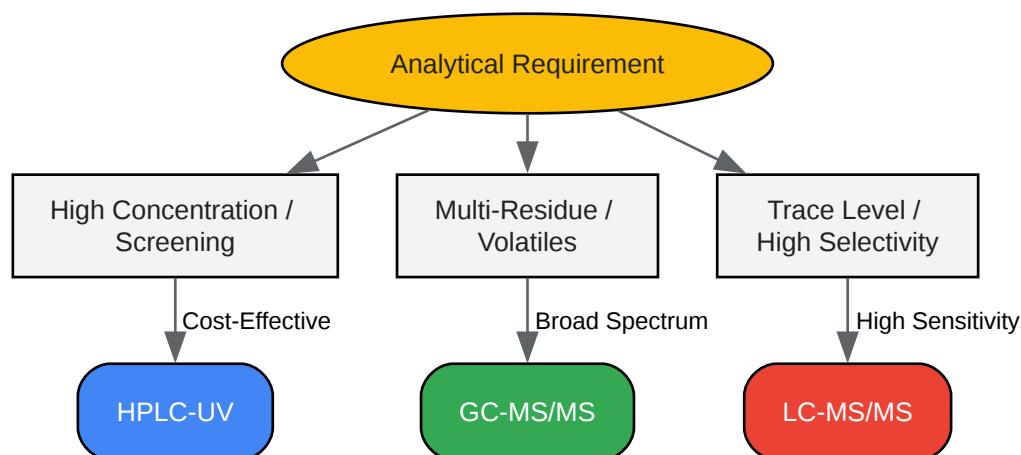 Analytical Requirement
High Concentration /
Screening
Multi-Residue /
Volatiles
Trace Level /
High Selectivity
Cost-Effective
Broad Spectrum
High Sensitivity
HPLC-UV
GC-MS/MS
LC-MS/MS